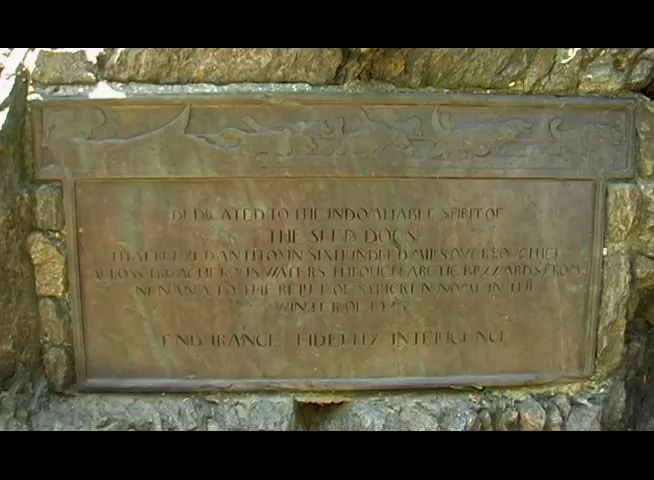 DEDICATED TO THE INDOMITABLE SPIRIT OF
THE SLED DOGS
THAT RELAYED ANTITOXIN SIX HUNDRED MILES OVER ROUGH ICE
ACROSS TREACHEROUS WATERS THROUGH ARCTIC BLIZZARDS FROM
NENANA TO THE RELIEF OF STRICKEN NOME IN THE
WINTER OF 1925
ENDURANCE FIDELITY INTELLIGENCE